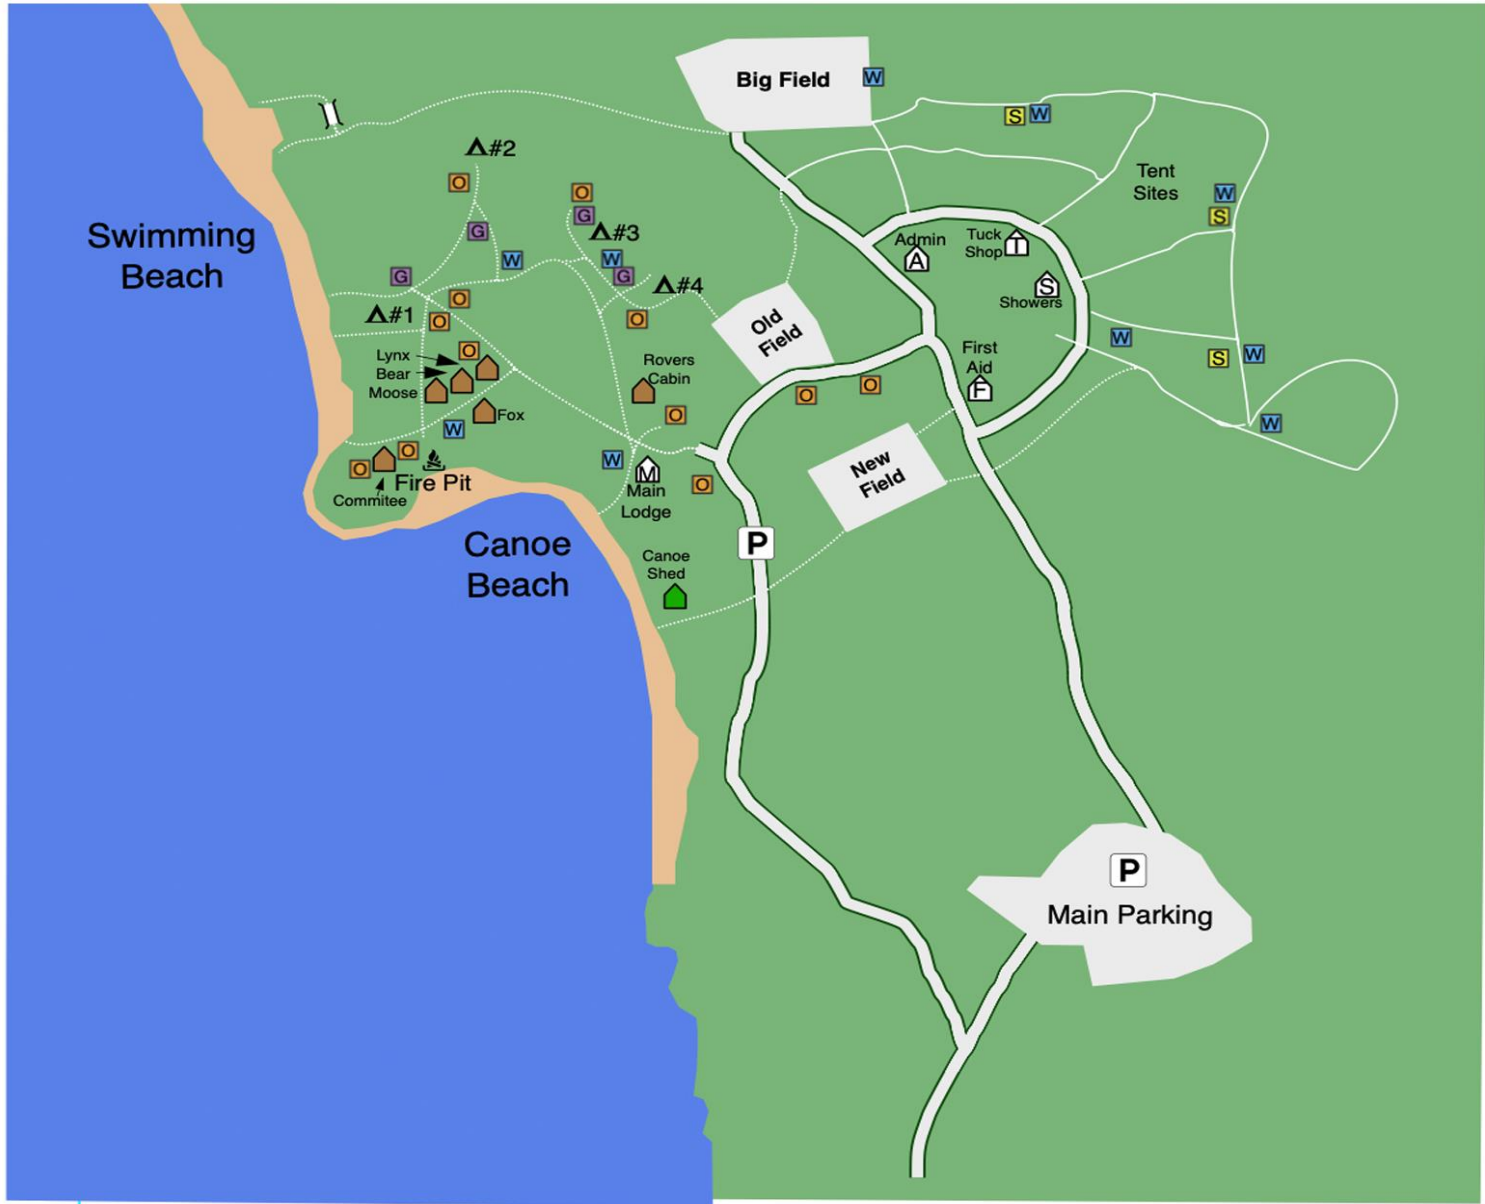 Big Field
W
S W
#2
O
O
G
#3
G
W
W
G
G
#4
#1
O
O
O
Swimming
Beach
Tent
Sites
W
S
Admin
A
Tuck
Shop
T
S
Showers
Old
Field
O
Lynx
Bear
Moose
Fox
W
Rovers
Cabin
O
First
Aid
F
O
O
W
S
W
W
O
O
Fire Pit
Commitee
W
M
Main
Lodge
O
New
Field
Canoe
Beach
P
Canoe
Shed
P
Main Parking